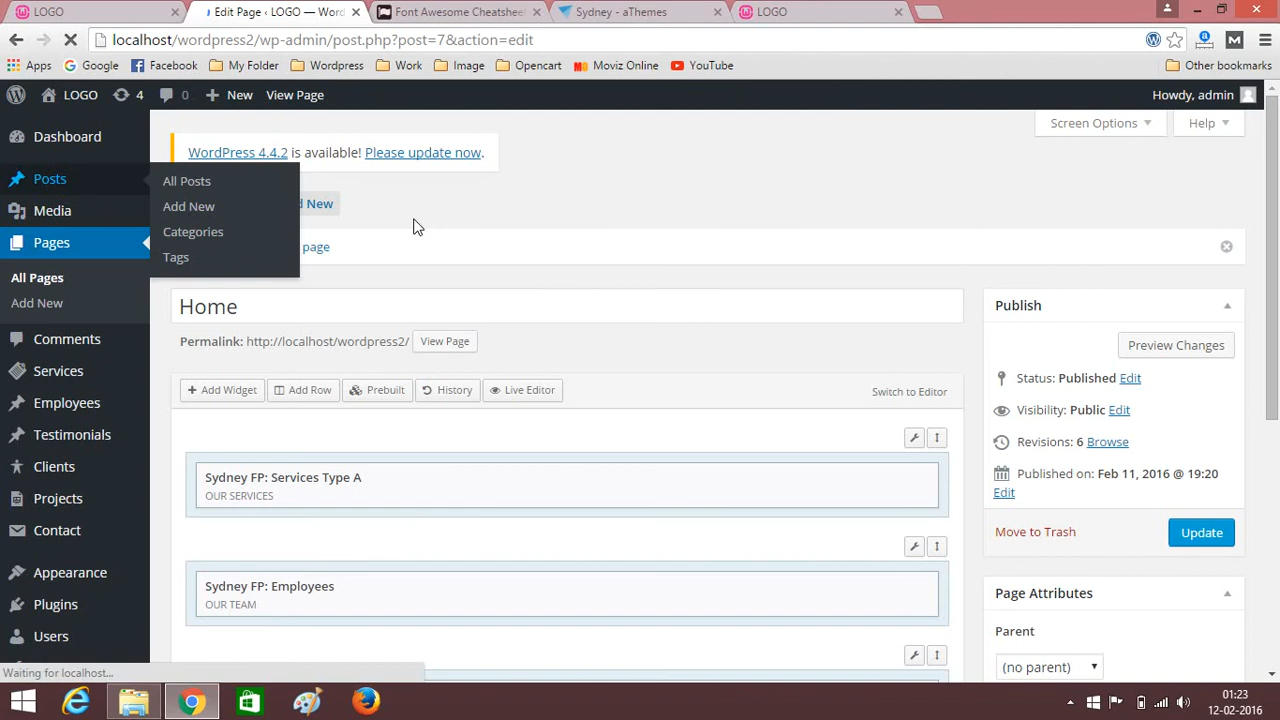 LOGO
Edit Page ‹ LOGO — Word
Font Awesome Cheatshee
Sydney - aThemes
LOGO
localhost/wordpress2/wp-admin/post.php?post=7&action=edit
Apps
Google
Facebook
My Folder
Wordpress
Work
Image
Opencart
Moviz Online
YouTube
Other bookmarks
LOGO
4
0
New
View Page
Howdy, admin
Screen Options
Help
Dashboard
WordPress 4.4.2 is available! Please update now.
Posts
All Posts
Add New
Categories
Tags
d New
page
Media
Pages
All Pages
Add New
Comments
Services
Employees
Testimonials
Clients
Projects
Contact
Appearance
Plugins
Users
Home
Permalink: http://localhost/wordpress2/ View Page
Add Widget
Add Row
Prebuilt
History
Live Editor
Switch to Editor
Sydney FP: Services Type A
OUR SERVICES
Sydney FP: Employees
OUR TEAM
Publish
Preview Changes
Status: Published Edit
Visibility: Public Edit
Revisions: 6 Browse
Published on: Feb 11, 2016 @ 19:20
Edit
Move to Trash
Update
Page Attributes
Parent
(no parent)
Waiting for localhost...
01:23
12-02-2016